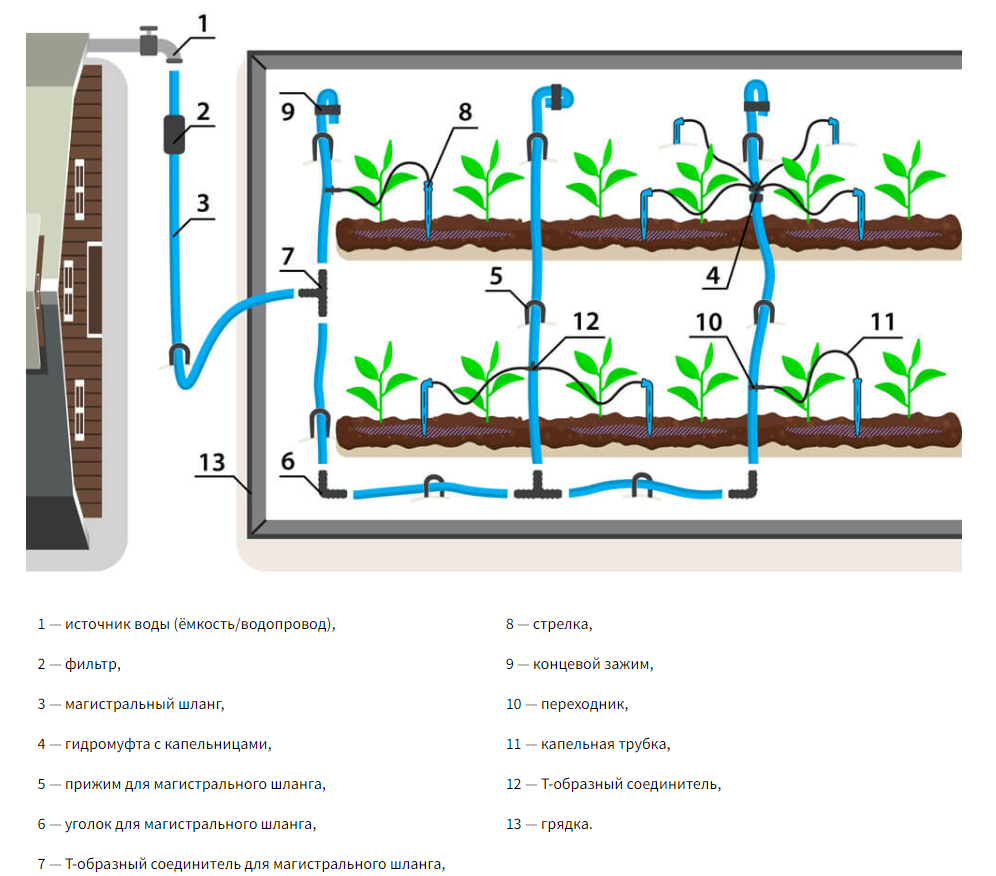 1
2
9
8
3
7
5
4
12
10
11
13
6
1 — источник воды (ёмкость/водопровод),
2 — фильтр,
3 — магистральный шланг,
4 — гидромуфта с капельницами,
5 — прижим для магистрального шланга,
6 — уголок для магистрального шланга,
7 — Т-образный соединитель для магистрального шланга,
8 — стрелка,
9 — концевой зажим,
10 — переходник,
11 — капельная трубка,
12 — Т-образный соединитель,
13 — грядка.